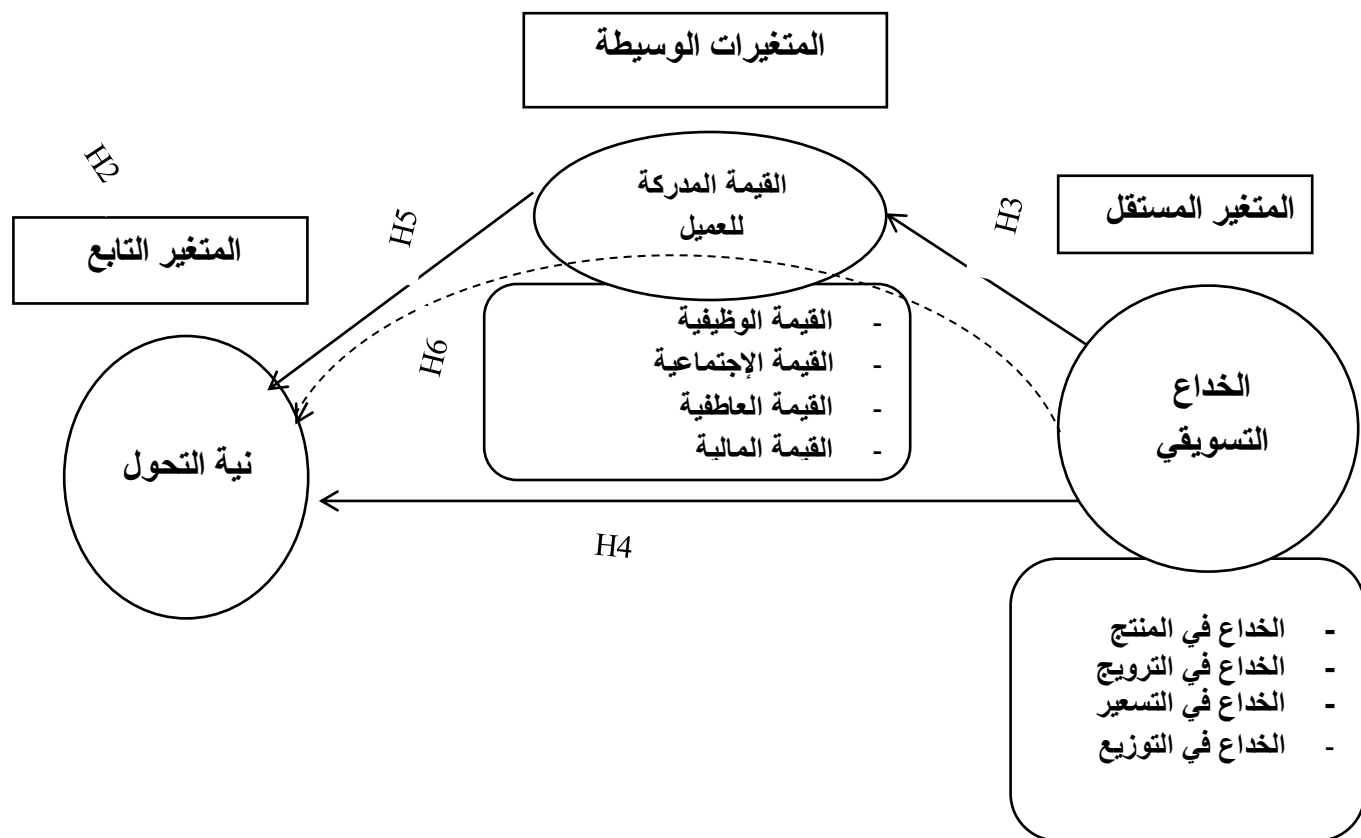 المتغيرات الوسيطة
H2
القيمة المدركة
للعميل
H3
المتغير المستقل
H5
المتغير التابع
- القيمة الوظيفية
- القيمة الإجتماعية
- القيمة العاطفية
- القيمة المالية
H6
الخداع
التسويقي
نية التحول
H4
- الخداع في المنتج
- الخداع في الترويج
- الخداع في التسعير
- الخداع في التوزيع